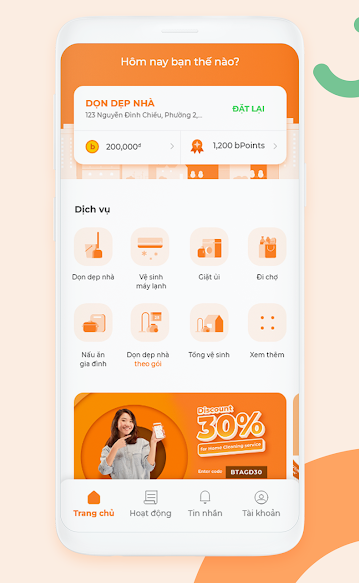 Hôm nay bạn thế nào?
DỌN DẸP NHÀ
ĐẶT LẠI
123 Nguyễn Đình Chiểu, Phường 2,...
b
200,000đ
1,200 bPoints
Dịch vụ
Dọn dẹp nhà
Vệ sinh
máy lạnh
Giặt ủi
Đi chợ
Nấu ăn
gia đình
Dọn dẹp nhà
theo gói
Tổng vệ sinh
Xem thêm
Discount
30%
for Home Cleaning service
Enter code
BTAGD30
Trang chủ
Hoạt động
Tin nhắn
Tài khoản